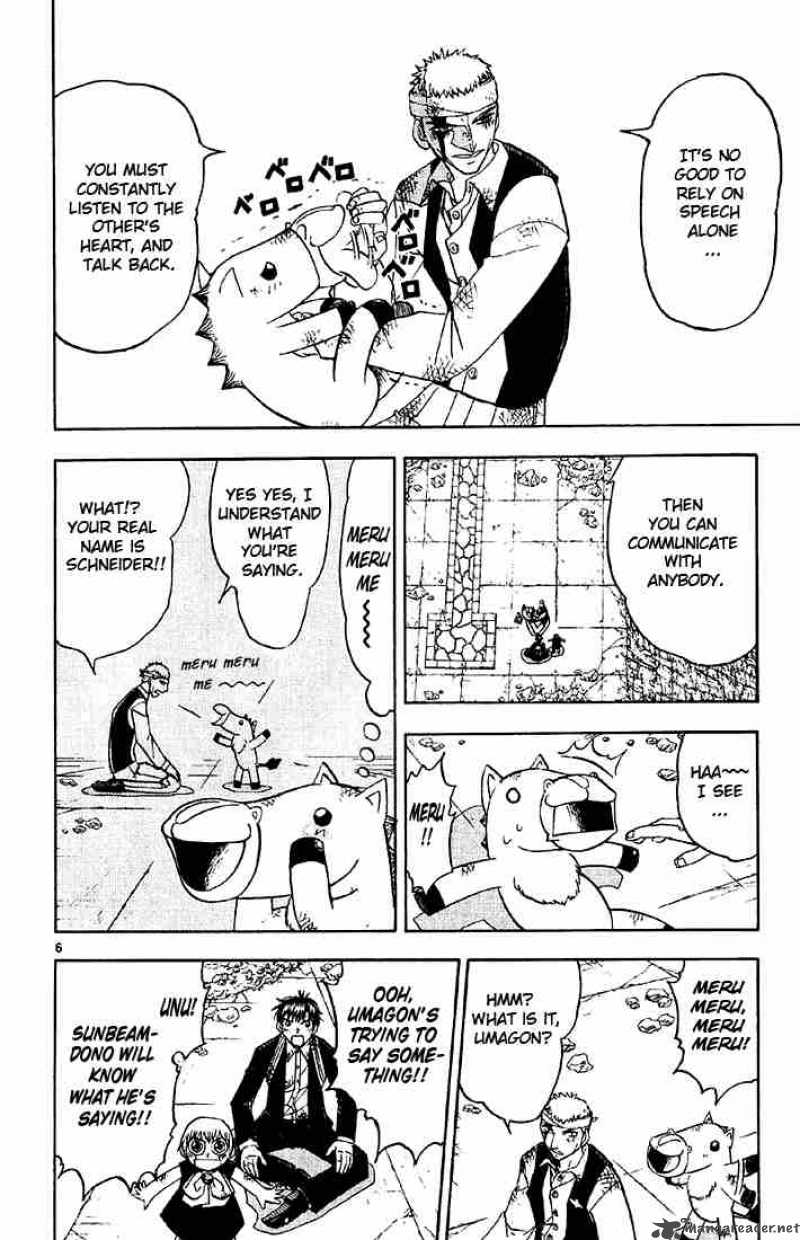 IT'S NO
GOOD TO
RELY ON
SPEECH
ALONE
...
YOU MUST
CONSTANTLY
LISTEN TO THE
OTHER'S
HEART, AND
TALK BACK.
ベロベロ
ベロベロ
THEN
YOU CAN
COMMUNICATE
WITH
ANYBODY.
HAA~~
I SEE
...
MERU
!!
MERU
MERU
ME
~~
YES YES, I
UNDERSTAND
WHAT
YOU'RE
SAYING.
WHAT!?
YOUR REAL
NAME IS
SCHNEIDER!!
meru meru
me ~~~
6
MERU
MERU,
MERU
MERU!
HMM?
WHAT IS IT,
UMAGON?
OOH,
UMAGON'S
TRYING TO
SAY SOME-
THING!!
UNU!
SUNBEAM-
DONO WILL
KNOW
WHAT HE'S
SAYING!!
Mangareader.net